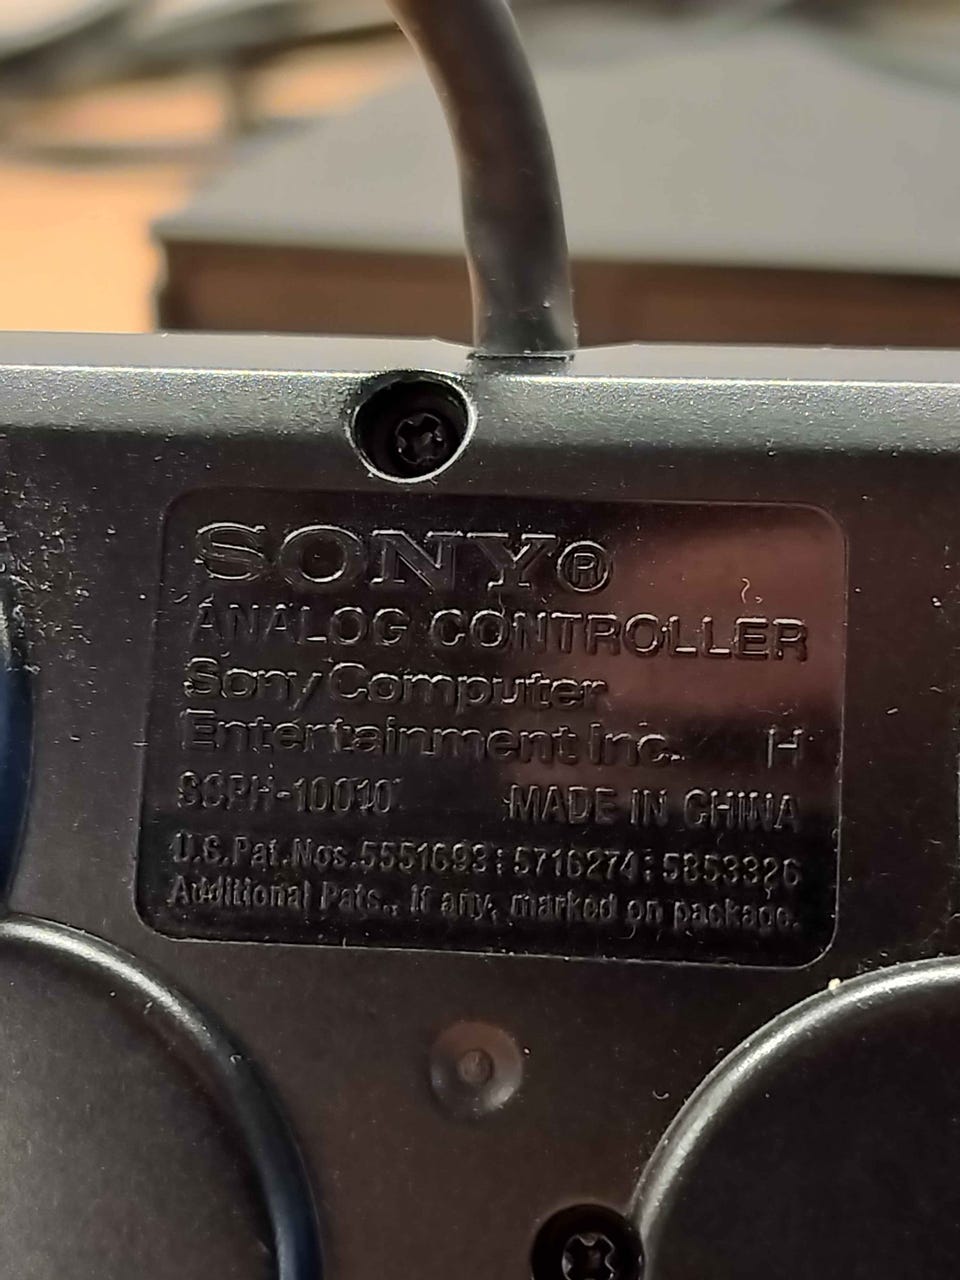 SONY®
ANALOG CONTROLLER
Sony Computer
Entertainment Inc. H
SCPH-10010 MADE IN CHINA
U.S.Pat.Nos.5551693;5716274;5853326
Additional Pats., if any, marked on package.